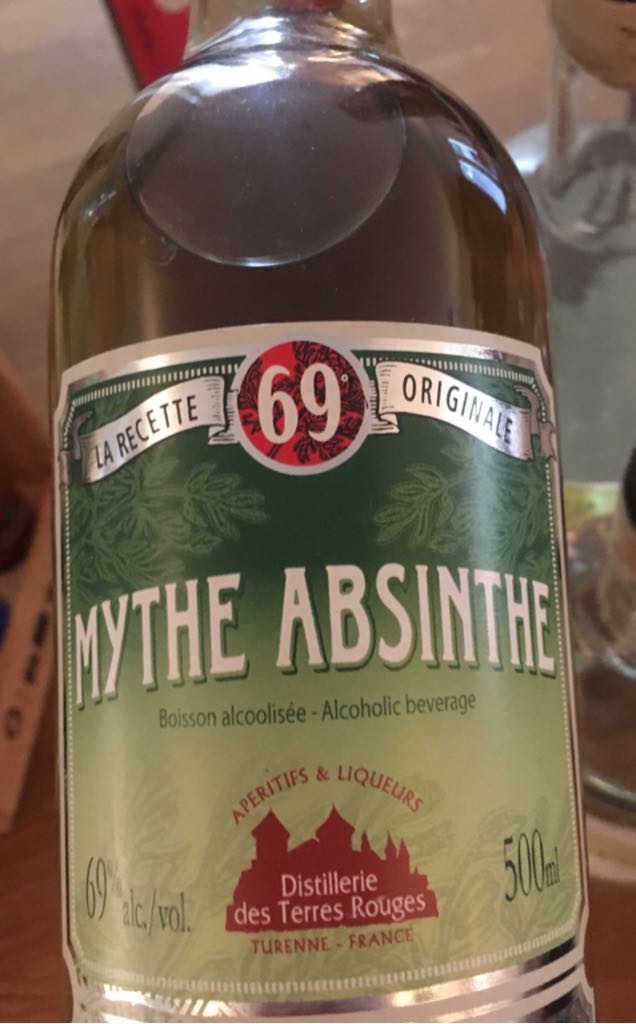 LA RECETTE 69° ORIGINALE
MYTHE ABSINTHE
Boisson alcoolisée - Alcoholic beverage
APERITIFS & LIQUEURS
Distillerie
des Terres Rouges
TURENNE - FRANCE
69% alc./vol.
500ml